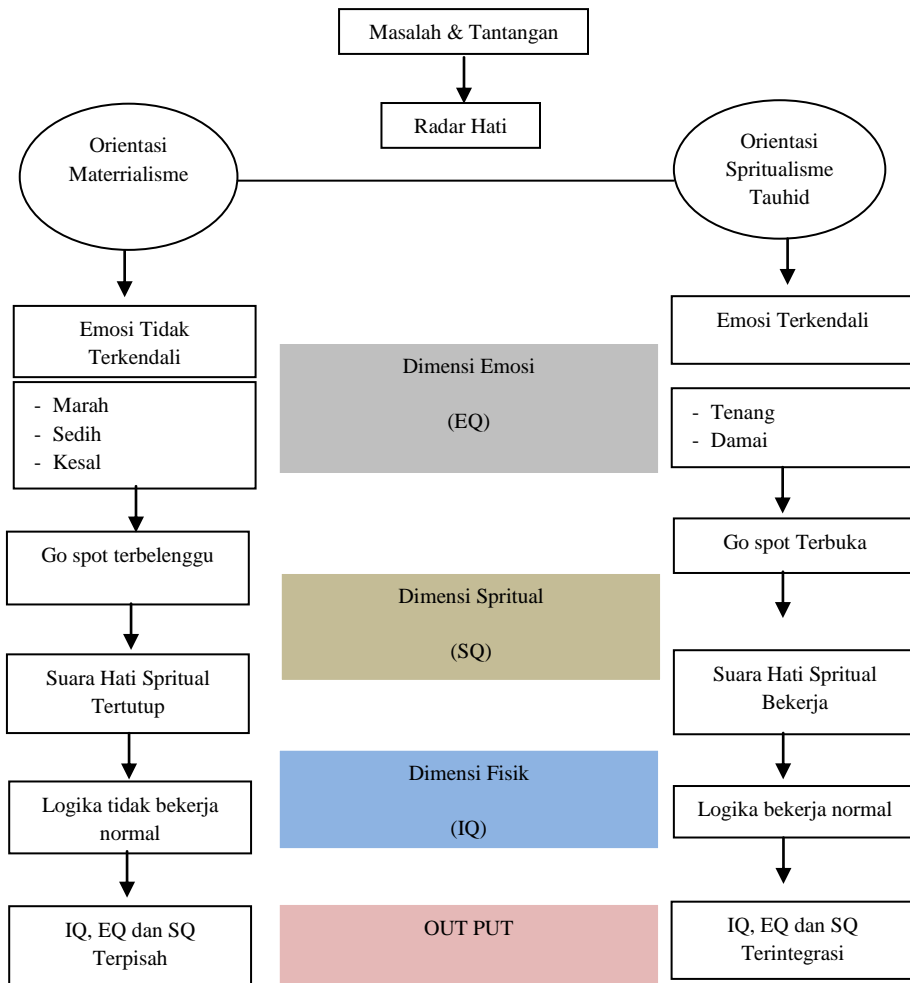 Masalah & Tantangan
Radar Hati
Orientasi
Materrialisme
Orientasi
Spritualisme
Tauhid
Emosi Tidak
Terkendali
- Marah
- Sedih
- Kesal
Go spot terbelenggu
Suara Hati Spritual
Tertutup
Logika tidak bekerja
normal
IQ, EQ dan SQ
Terpisah
Dimensi Emosi
(EQ)
Dimensi Spritual
(SQ)
Dimensi Fisik
(IQ)
OUT PUT
Emosi Terkendali
- Tenang
- Damai
Go spot Terbuka
Suara Hati Spritual
Bekerja
Logika bekerja normal
IQ, EQ dan SQ
Terintegrasi